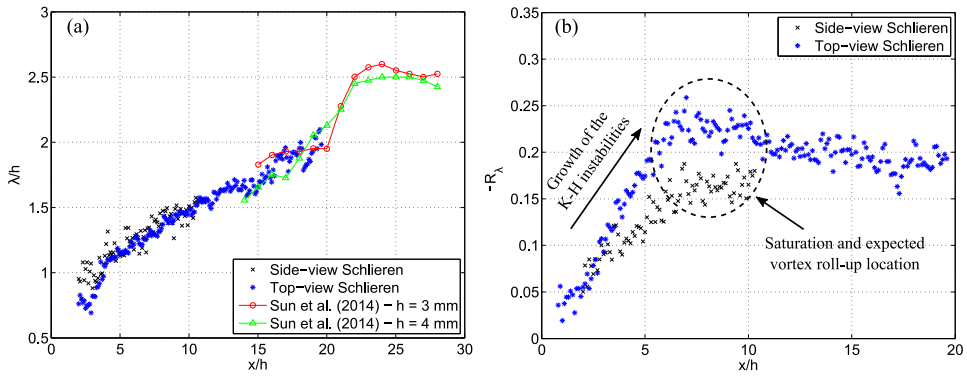 (a)
λ/h
3
2.5
2
1.5
1
0.5
0 5 10 15 20 25 30
x/h
Side-view Schlieren
Top-view Schlieren
Sun et al. (2014) – h = 3 mm
Sun et al. (2014) – h = 4 mm
(b)
-Rλ
0.35
0.3
0.25
0.2
0.15
0.1
0.05
0
0 5 10 15 20
x/h
Side-view Schlieren
Top-view Schlieren
Growth of the
K-H instabilities
Saturation and expected
vortex roll-up location